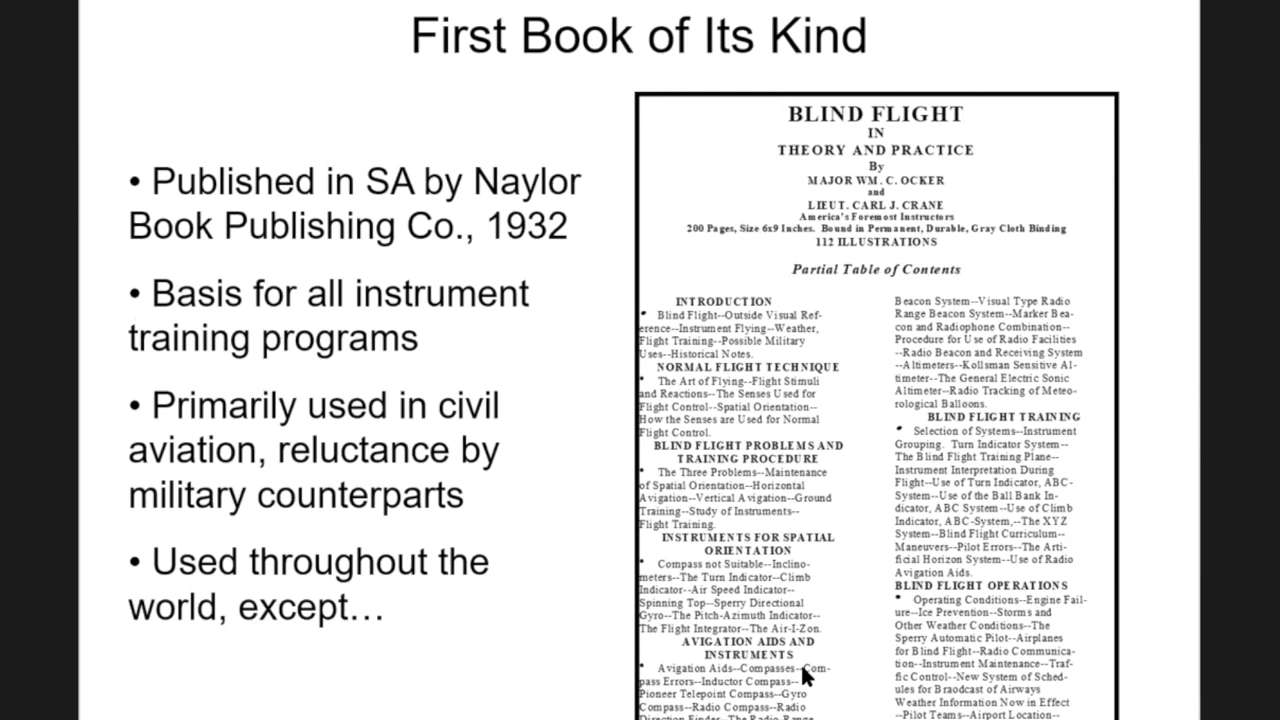 First Book of Its Kind
• Published in SA by Naylor
Book Publishing Co., 1932
• Basis for all instrument
training programs
• Primarily used in civil
aviation, reluctance by
military counterparts
• Used throughout the
world, except…
BLIND FLIGHT
IN
THEORY AND PRACTICE
By
MAJOR WM. C. OCKER
and
LIEUT. CARL J. CRANE
America's Foremost Instructors
200 Pages, Size 6x9 Inches. Bound in Permanent, Durable, Gray Cloth Binding
112 ILLUSTRATIONS
Partial Table of Contents
INTRODUCTION
• Blind Flight--Outside Visual Ref-
erence--Instrument Flying--Weather,
Flight Training--Possible Military
Uses--Historical Notes.
NORMAL FLIGHT TECHNIQUE
• The Art of Flying--Flight Stimuli
and Reactions--The Senses Used for
Flight Control--Spatial Orientation--
How the Senses are Used for Normal
Flight Control.
BLIND FLIGHT PROBLEMS AND
TRAINING PROCEDURE
• The Three Problems--Maintenance
of Spatial Orientation--Horizontal
Avigation--Vertical Avigation--Ground
Training--Study of Instruments--
Flight Training.
INSTRUMENTS FOR SPATIAL
ORIENTATION
• Compass not Suitable--Inclino-
meters--The Turn Indicator--Climb
Indicator--Air Speed Indicator--
Spinning Top--Sperry Directional
Gyro--The Pitch-Azimuth Indicator--
The Flight Integrator--The Air-I-Zon.
AVIGATION AIDS AND
INSTRUMENTS
• Avigation Aids--Compasses--Com-
pass Errors--Inductor Compass--
Pioneer Telepoint Compass--Gyro
Compass--Radio Compass--Radio
Direction Finder--The Radio-Range
Beacon System--Visual Type Radio
Range Beacon System--Marker Bea-
con and Radiophone Combination--
Procedure for Use of Radio Facilities
--Radio Beacon and Receiving System
--Altimeters--Kollsman Sensitive Al-
timeter--The General Electric Sonic
Altimeter--Radio Tracking of Meteo-
rological Balloons.
BLIND FLIGHT TRAINING
• Selection of Systems--Instrument
Grouping. Turn Indicator System--
The Blind Flight Training Plane--
Instrument Interpretation During
Flight--Use of Turn Indicator, ABC-
System--Use of the Ball Bank In-
dicator, ABC System--Use of Climb
Indicator, ABC-System,--The XYZ
System--Blind Flight Curriculum--
Maneuvers--Pilot Errors--The Arti-
ficial Horizon System--Use of Radio
Avigation Aids.
BLIND FLIGHT OPERATIONS
• Operating Conditions--Engine Fail-
ure--Ice Prevention--Storms and
Other Weather Conditions--The
Sperry Automatic Pilot--Airplanes
for Blind Flight--Radio Communica-
tion--Instrument Maintenance--Traf-
fic Control--New System of Sched-
ules for Braodcast of Airways
Weather Information Now in Effect
--Pilot Teams--Airport Location--